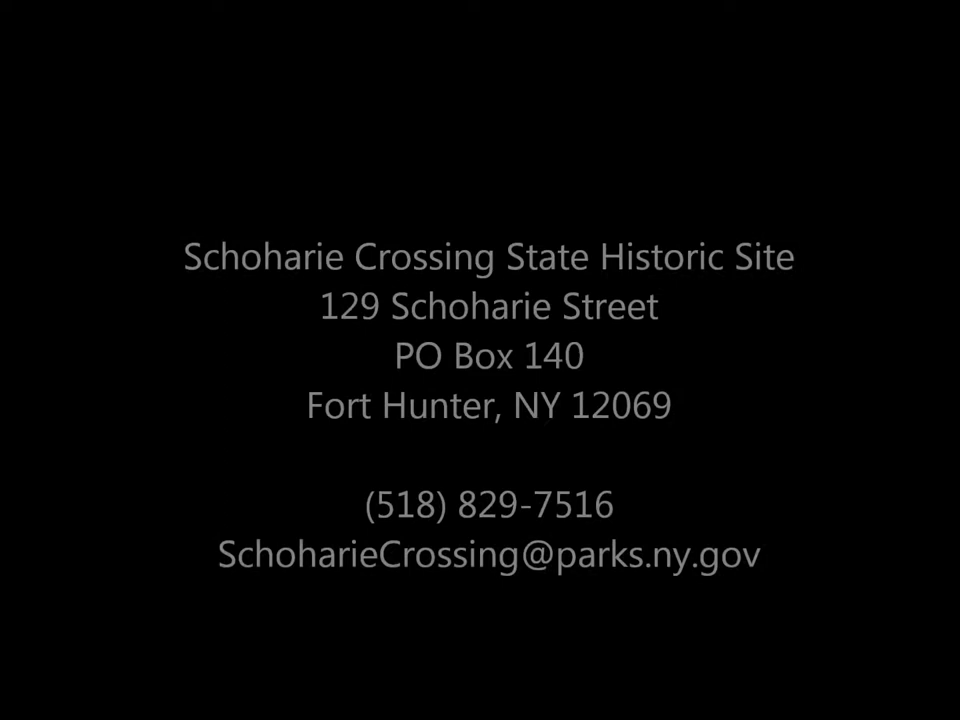 Schoharie Crossing State Historic Site
129 Schoharie Street
PO Box 140
Fort Hunter, NY 12069
(518) 829-7516
SchoharieCrossing@parks.ny.gov